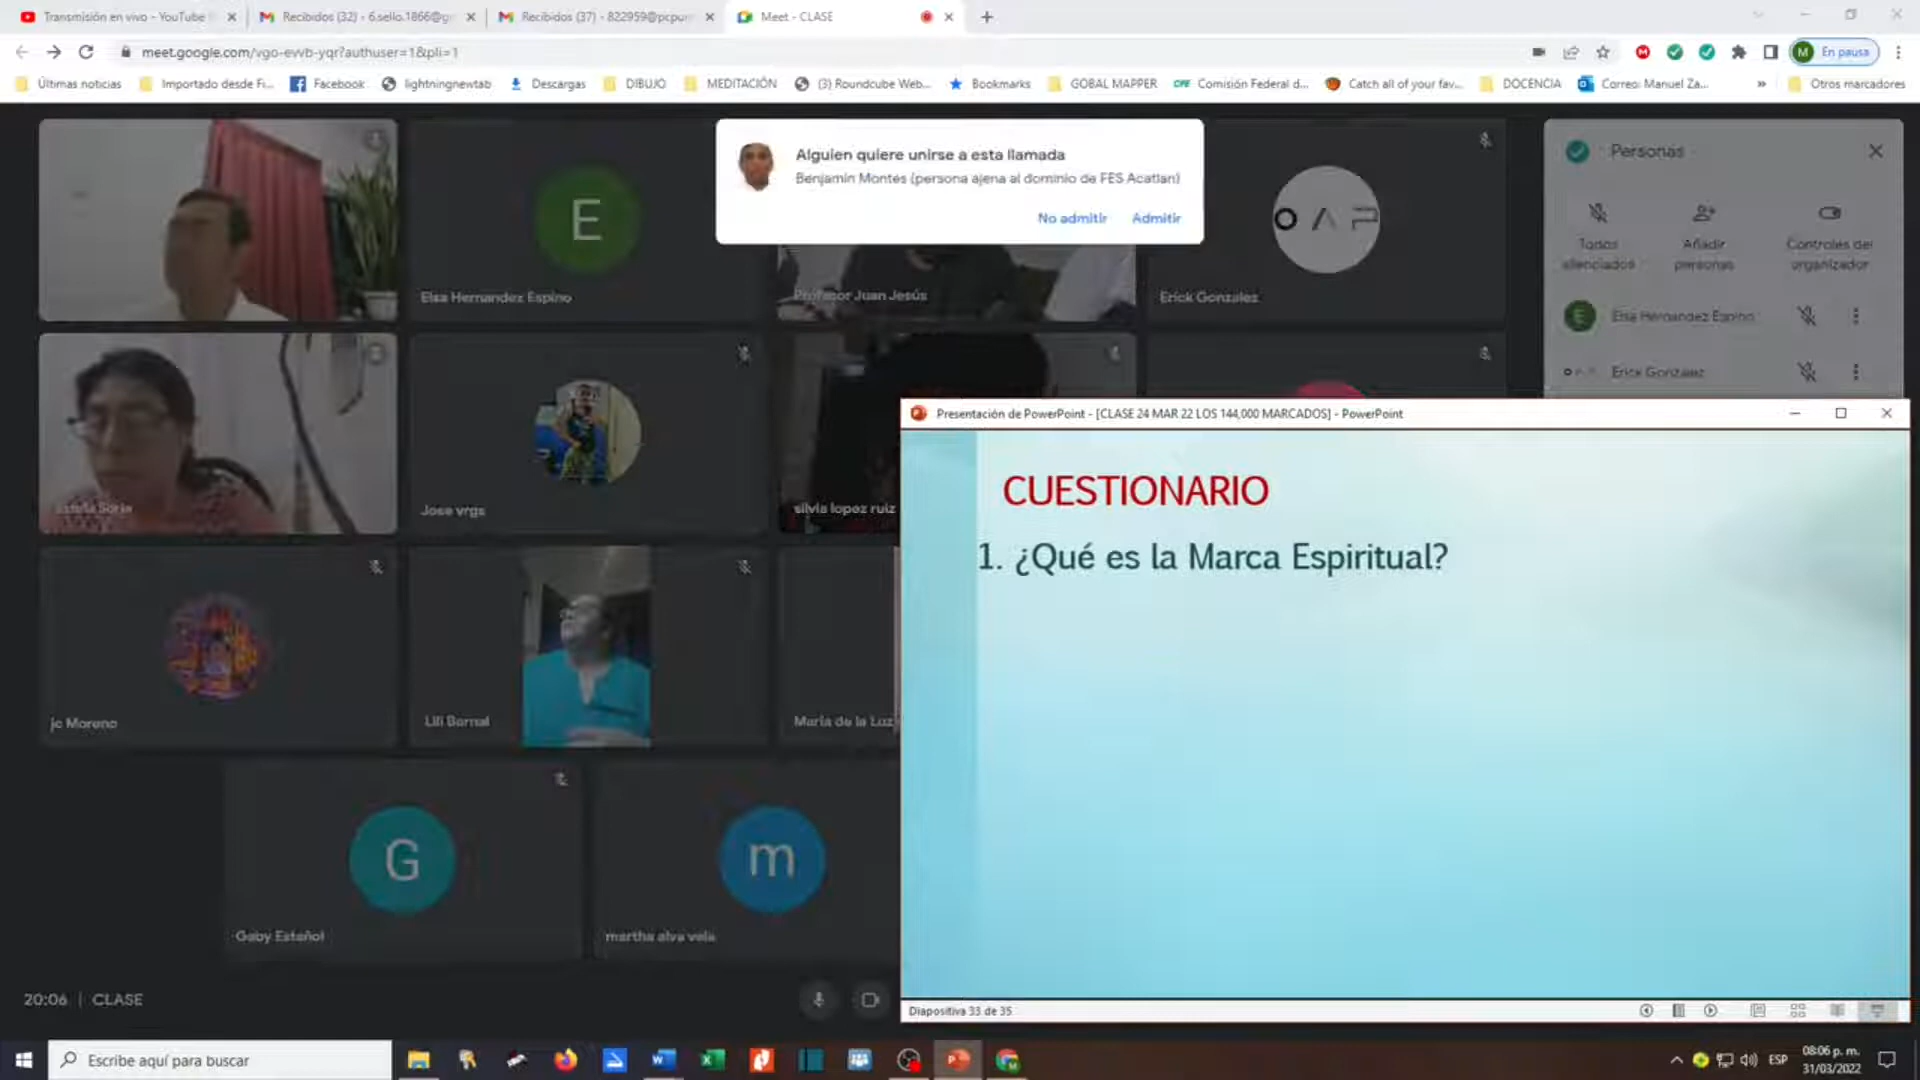 Transmisión en vivo - YouTube
Recibidos (32) - 6.sello.1866@g
Recibidos (37) - 822959@pcpum
Meet - CLASE
meet.google.com/vgo-evvb-yqr?authuser=1&pli=1
M
En pausa
Últimas noticias
Importado desde Fi...
Facebook
lightningnewtab
Descargas
DIBUJO
MEDITACIÓN
(3) Roundcube Web...
Bookmarks
GOBAL MAPPER
CFE Comisión Federal d...
Catch all of your fav...
DOCENCIA
Correo: Manuel Za...
»
Otros marcadores
Alguien quiere unirse a esta llamada
Benjamín Montes (persona ajena al dominio de FES Acatlan)
No admitir
Admitir
E
Elsa Hernandez Espino
Profesor Juan Jesús
Erick Gonzalez
Personas
Todos silenciados
Añadir personas
Controles del organizador
E
Elsa Hernandez Espino
Erick Gonzalez
Estela Soria
Jose vrgs
silvia lopez ruiz
jc Moreno
Lili Bernal
María de la Luz
G
Gaby Estañol
m
martha alva vela
20:06 | CLASE
Presentación de PowerPoint - [CLASE 24 MAR 22 LOS 144,000 MARCADOS] - PowerPoint
CUESTIONARIO
1. ¿Qué es la Marca Espiritual?
Diapositiva 33 de 35
Escribe aquí para buscar
ESP
08:06 p. m.
31/03/2022